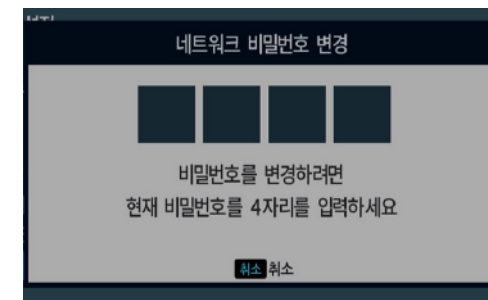 네트워크 비밀번호 변경
비밀번호를 변경하려면
현재 비밀번호를 4자리를 입력하세요
취소 취소